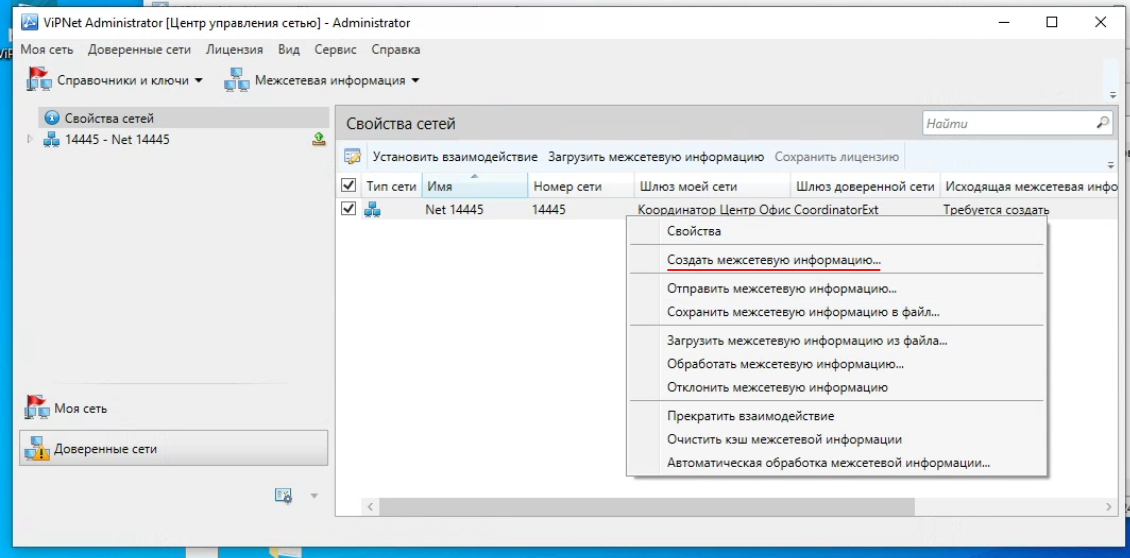 ViPNet Administrator [Центр управления сетью] - Administrator
Моя сеть Доверенные сети Лицензия Вид Сервис Справка
Справочники и ключи Межсетевая информация
Свойства сетей
14445 - Net 14445
Свойства сетей
Найти
Установить взаимодействие Загрузить межсетевую информацию Сохранить лицензию
Тип сети Имя Номер сети Шлюз моей сети Шлюз доверенной сети Исходящая межсетевая инфо
Net 14445 14445 Координатор Центр Офис CoordinatorExt Требуется создать
Свойства
Создать межсетевую информацию...
Отправить межсетевую информацию...
Сохранить межсетевую информацию в файл...
Загрузить межсетевую информацию из файла...
Обработать межсетевую информацию...
Отклонить межсетевую информацию
Прекратить взаимодействие
Очистить кэш межсетевой информации
Автоматическая обработка межсетевой информации...
Моя сеть
Доверенные сети